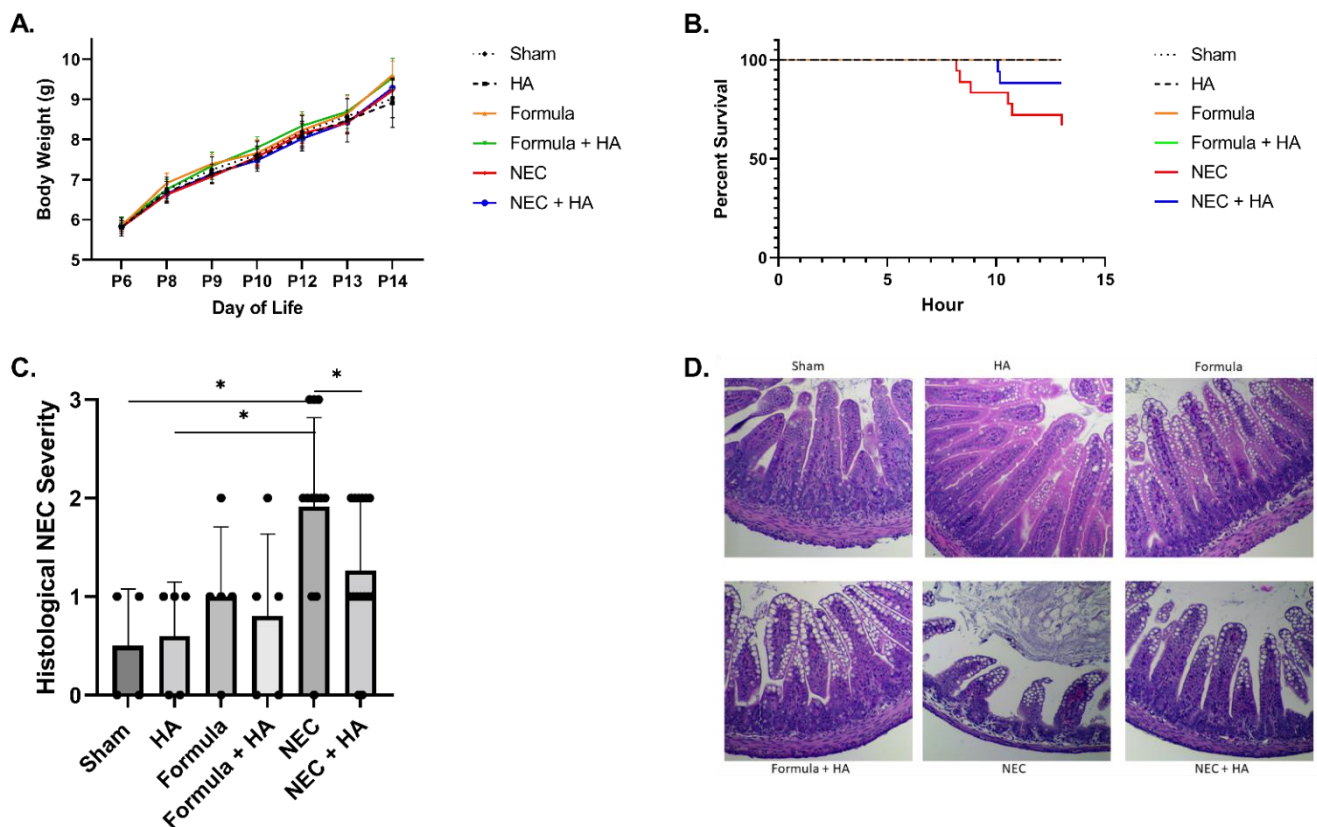 A.
Body Weight (g)
10
9
8
7
6
5
P6 P8 P9 P10 P12 P13 P14
Day of Life
Sham
HA
Formula
Formula + HA
NEC
NEC + HA
B.
Percent Survival
100
50
0
0 5 10 15
Hour
Sham
HA
Formula
Formula + HA
NEC
NEC + HA
C.
Histological NEC Severity
3
2
1
0
*
*
*
Sham
HA
Formula
Formula + HA
NEC
NEC + HA
D.
Sham HA Formula
Formula + HA NEC NEC + HA